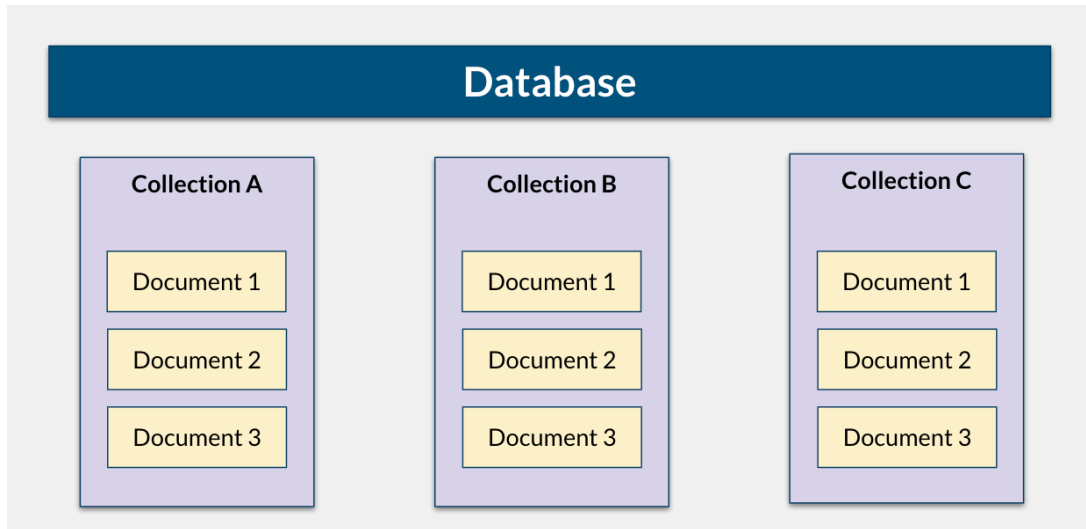 Database
Collection A
Document 1
Document 2
Document 3
Collection B
Document 1
Document 2
Document 3
Collection C
Document 1
Document 2
Document 3